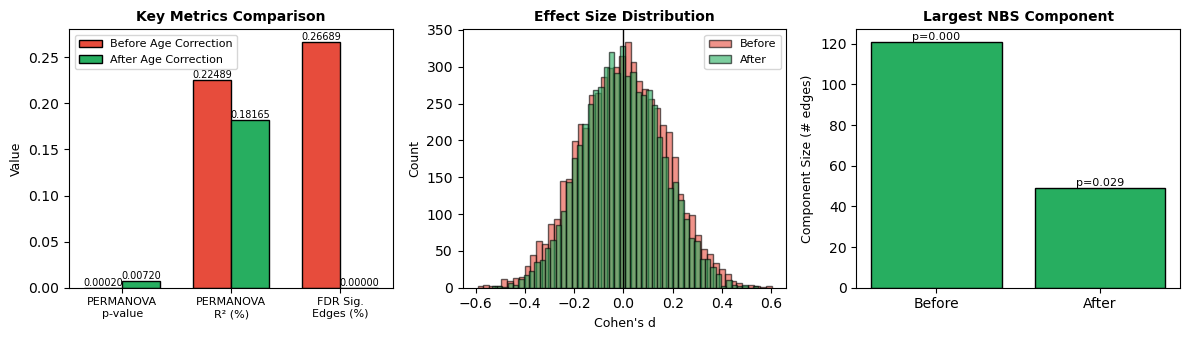 Key Metrics Comparison
Before Age Correction
After Age Correction
0.26689
0.22489
0.18165
0.00020
0.00720
0.00000
Value
0.25
0.20
0.15
0.10
0.05
0.00
PERMANOVA
p-value
PERMANOVA
R² (%)
FDR Sig.
Edges (%)
Effect Size Distribution
Before
After
Count
350
300
250
200
150
100
50
0
−0.6
−0.4
−0.2
0.0
0.2
0.4
0.6
Cohen's d
Largest NBS Component
p=0.000
p=0.029
Component Size (# edges)
120
100
80
60
40
20
0
Before
After